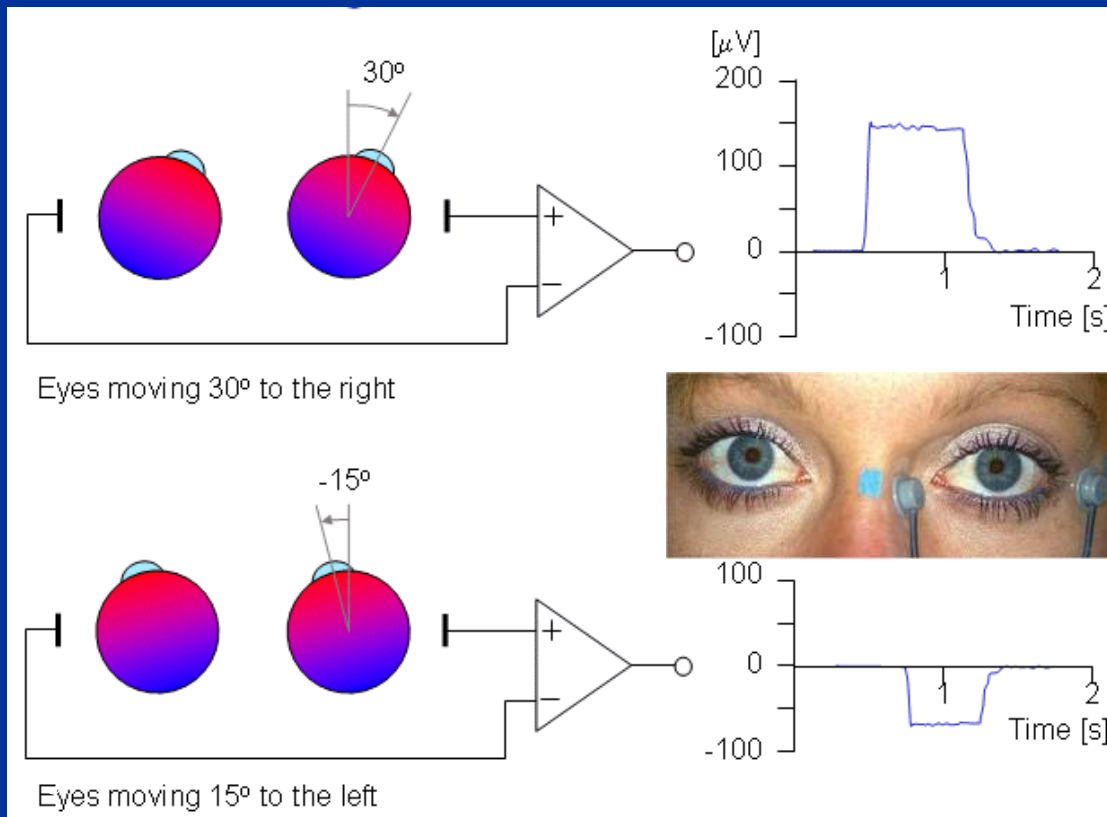 [μV]
30º
200
100
0
-100
+
−
1
2
Time [s]
Eyes moving 30º to the right
-15º
100
0
-100
+
−
1
2
Time [s]
Eyes moving 15º to the left